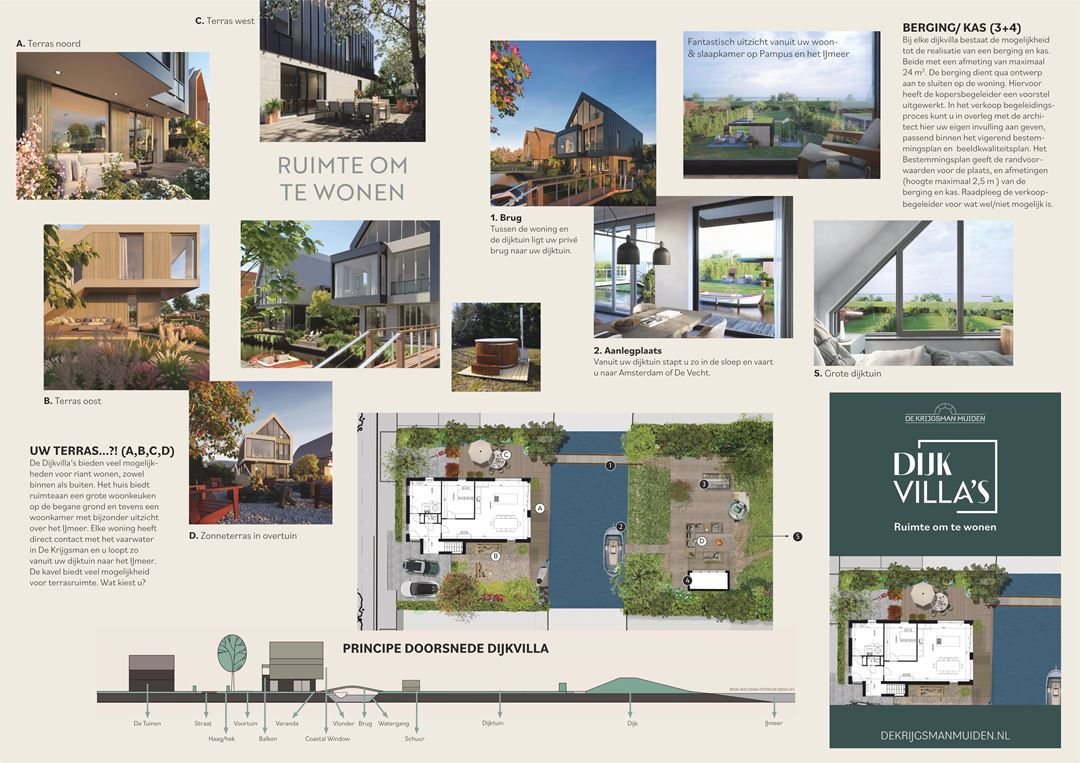 A. Terras noord
C. Terras west
RUIMTE OM
TE WONEN
B. Terras oost
UW TERRAS...?! (A,B,C,D)
De Dijkvilla's bieden veel mogelijk-
heden voor riant wonen, zowel
binnen als buiten. Het huis biedt
ruimteaan een grote woonkeuken
op de begane grond en tevens een
woonkamer met bijzonder uitzicht
over het IJmeer. Elke woning heeft
direct contact met het vaarwater
in De Krijgsman en u loopt zo
vanuit uw dijktuin naar het IJmeer.
De kavel biedt veel mogelijkheid
voor terrasruimte. Wat kiest u?
D. Zonneterras in overtuin
1. Brug
Tussen de woning en
de dijktuin ligt uw privé
brug naar uw dijktuin.
Fantastisch uitzicht vanuit uw woon-
& slaapkamer op Pampus en het IJmeer
2. Aanlegplaats
Vanuit uw dijktuin stapt u zo in de sloep en vaart
u naar Amsterdam of De Vecht.
BERGING/ KAS (3+4)
Bij elke dijkvilla bestaat de mogelijkheid
tot de realisatie van een berging en kas.
Beide met een afmeting van maximaal
24 m². De berging dient qua ontwerp
aan te sluiten op de woning. Hiervoor
heeft de kopersbegeleider een voorstel
uitgewerkt. In het verkoop begeleidings-
proces kunt u in overleg met de archi-
tect hier uw eigen invulling aan geven,
passend binnen het vigerend bestem-
mingsplan en beeldkwaliteitsplan. Het
Bestemmingsplan geeft de randvoor-
waarden voor de plaats, en afmetingen
(hoogte maximaal 2,5 m ) van de
berging en kas. Raadpleeg de verkoop-
begeleider voor wat wel/niet mogelijk is.
5. Grote dijktuin
C
1
3
A
2
D
5
B
4
PRINCIPE DOORSNEDE DIJKVILLA
De Tuinen
Straat
Voortuin
Veranda
Vlonder
Brug
Watergang
Dijktuin
Dijk
IJmeer
Haag/hek
Balkon
Coastal Window
Schuur
DE KRIJGSMAN MUIDEN
DIJK
VILLA'S
Ruimte om te wonen
DEKRIJGSMANMUIDEN.NL